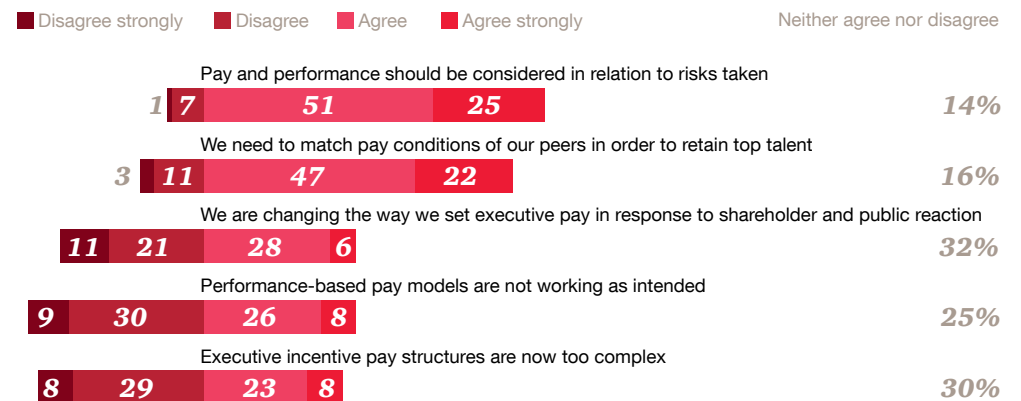 Disagree strongly Disagree Agree Agree strongly Neither agree nor disagree
Pay and performance should be considered in relation to risks taken
1 7 51 25 14%
We need to match pay conditions of our peers in order to retain top talent
3 11 47 22 16%
We are changing the way we set executive pay in response to shareholder and public reaction
11 21 28 6 32%
Performance-based pay models are not working as intended
9 30 26 8 25%
Executive incentive pay structures are now too complex
8 29 23 8 30%